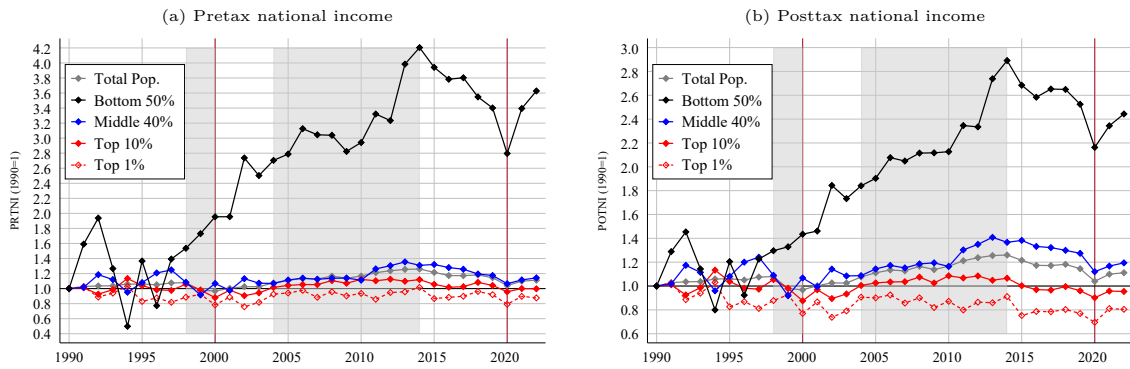 (a) Pretax national income
PRTNI (1990=1)
4.2
4.0
3.8
3.6
3.4
3.2
3.0
2.8
2.6
2.4
2.2
2.0
1.8
1.6
1.4
1.2
1.0
0.8
0.6
0.4
Total Pop.
Bottom 50%
Middle 40%
Top 10%
Top 1%
1990 1995 2000 2005 2010 2015 2020
(b) Posttax national income
POTNI (1990=1)
3.0
2.8
2.6
2.4
2.2
2.0
1.8
1.6
1.4
1.2
1.0
0.8
0.6
Total Pop.
Bottom 50%
Middle 40%
Top 10%
Top 1%
1990 1995 2000 2005 2010 2015 2020